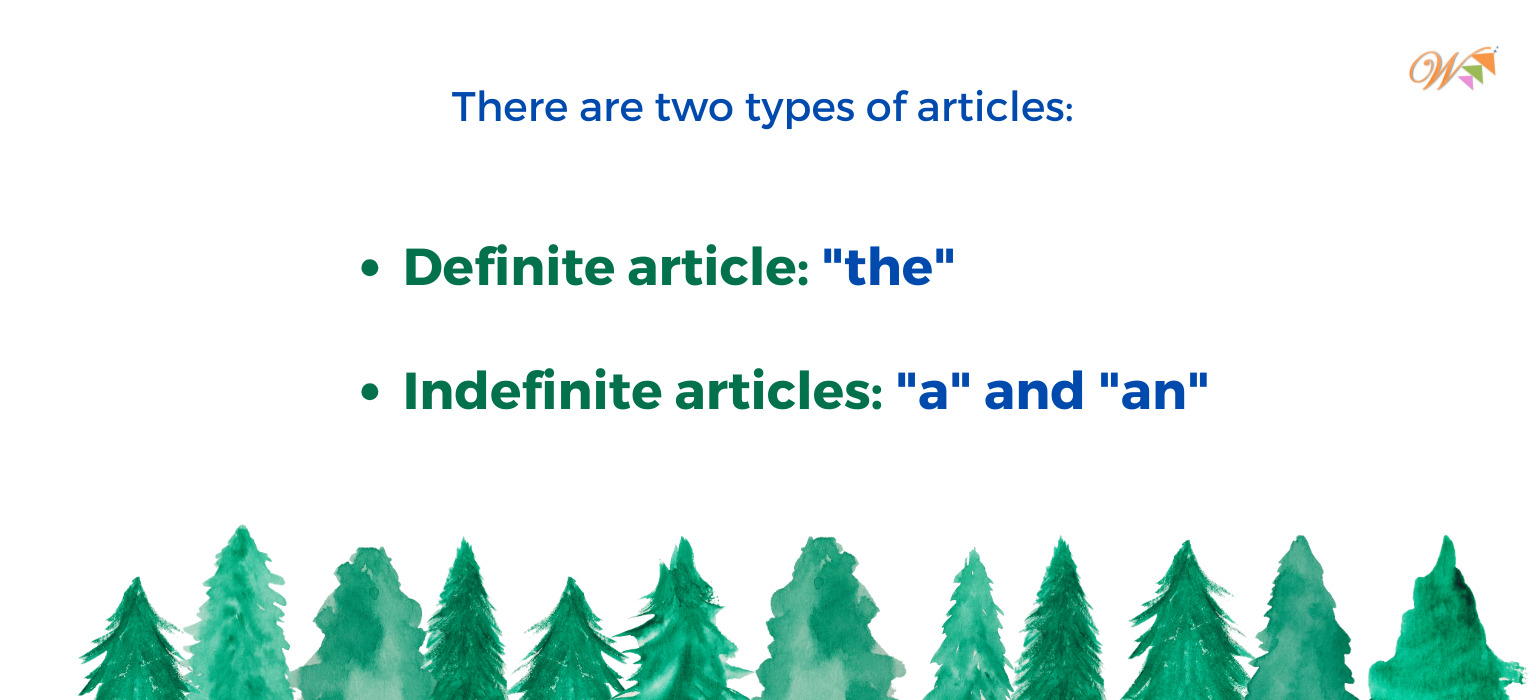 W
There are two types of articles:
• Definite article: "the"
• Indefinite articles: "a" and "an"